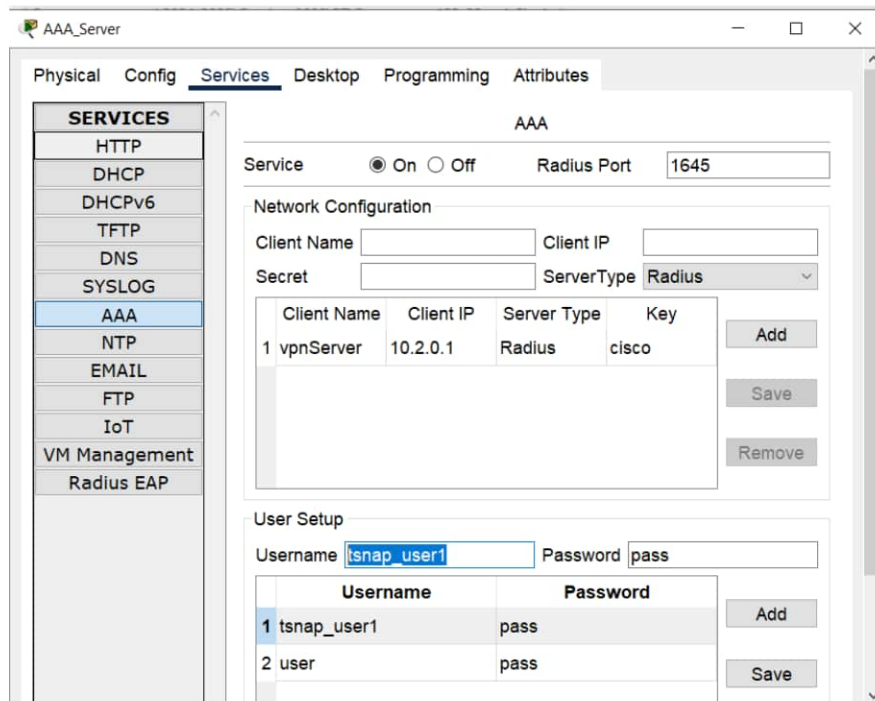 AAA_Server
Physical Config Services Desktop Programming Attributes
SERVICES
HTTP
DHCP
DHCPv6
TFTP
DNS
SYSLOG
AAA
NTP
EMAIL
FTP
IoT
VM Management
Radius EAP
AAA
Service On Off Radius Port 1645
Network Configuration
Client Name Client IP
Secret ServerType Radius
Client Name Client IP Server Type Key
1 vpnServer 10.2.0.1 Radius cisco
Add
Save
Remove
User Setup
Username tsnap_user1 Password pass
Username Password
1 tsnap_user1 pass
2 user pass
Add
Save